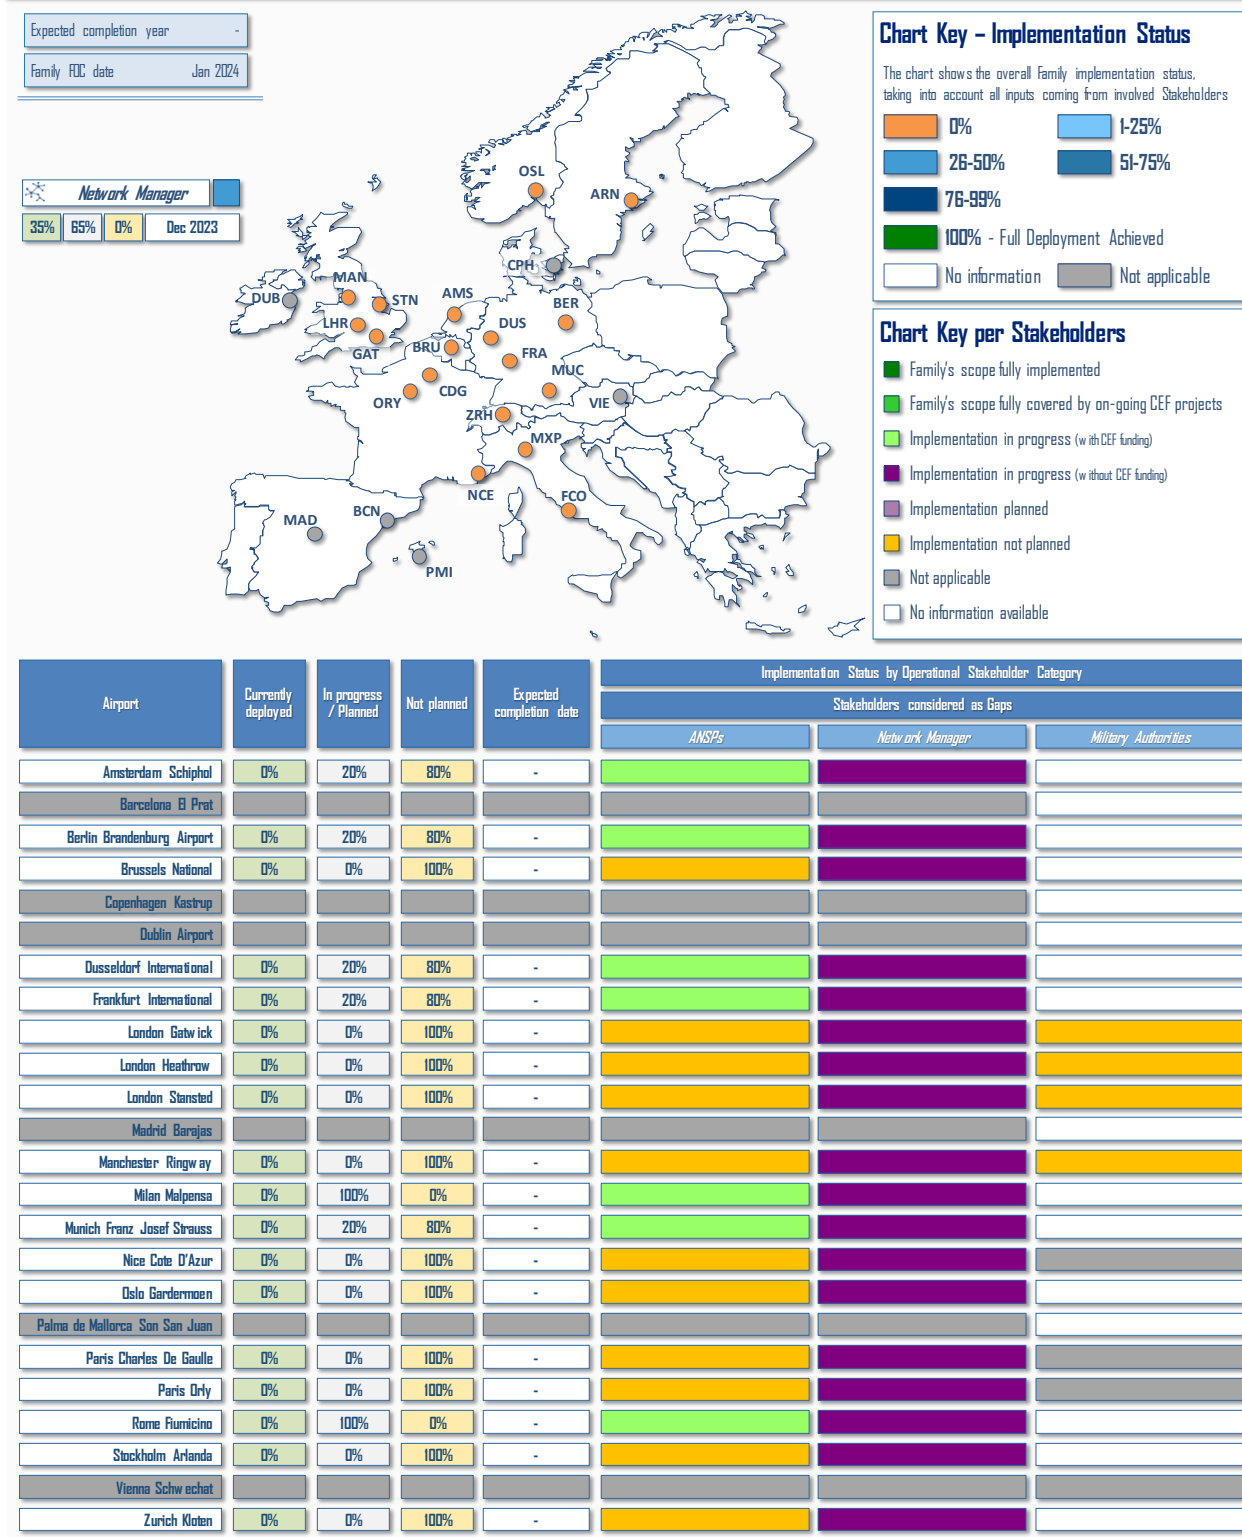 Expected completion year -
Family FOC date Jan 2024
Network Manager
35% 65% 0% Dec 2023
Chart Key – Implementation Status
The chart shows the overall Family implementation status,
taking into account all inputs coming from involved Stakeholders
0% 1-25%
26-50% 51-75%
76-99%
100% - Full Deployment Achieved
No information Not applicable
Chart Key per Stakeholders
Family's scope fully implemented
Family's scope fully covered by on-going CEF projects
Implementation in progress (with CEF funding)
Implementation in progress (without CEF funding)
Implementation planned
Implementation not planned
Not applicable
No information available
OSL
ARN
CPH
MAN
DUB
STN
AMS
BER
LHR
DUS
GAT
BRU
FRA
MUC
CDG
ORY
VIE
ZRH
MXP
NCE
FCO
BCN
MAD
PMI
Airport
Currently
deployed
In progress
/ Planned
Not planned
Expected
completion date
Implementation Status by Operational Stakeholder Category
Stakeholders considered as Gaps
ANSPs Network Manager Military Authorities
Amsterdam Schiphol 0% 20% 80% -
Barcelona El Prat
Berlin Brandenburg Airport 0% 20% 80% -
Brussels National 0% 0% 100% -
Copenhagen Kastrup
Dublin Airport
Dusseldorf International 0% 20% 80% -
Frankfurt International 0% 20% 80% -
London Gatwick 0% 0% 100% -
London Heathrow 0% 0% 100% -
London Stansted 0% 0% 100% -
Madrid Barajas
Manchester Ringway 0% 0% 100% -
Milan Malpensa 0% 100% 0% -
Munich Franz Josef Strauss 0% 20% 80% -
Nice Cote D'Azur 0% 0% 100% -
Oslo Gardermoen 0% 0% 100% -
Palma de Mallorca Son San Juan
Paris Charles De Gaulle 0% 0% 100% -
Paris Orly 0% 0% 100% -
Rome Fiumicino 0% 100% 0% -
Stockholm Arlanda 0% 0% 100% -
Vienna Schwechat
Zurich Kloten 0% 0% 100% -